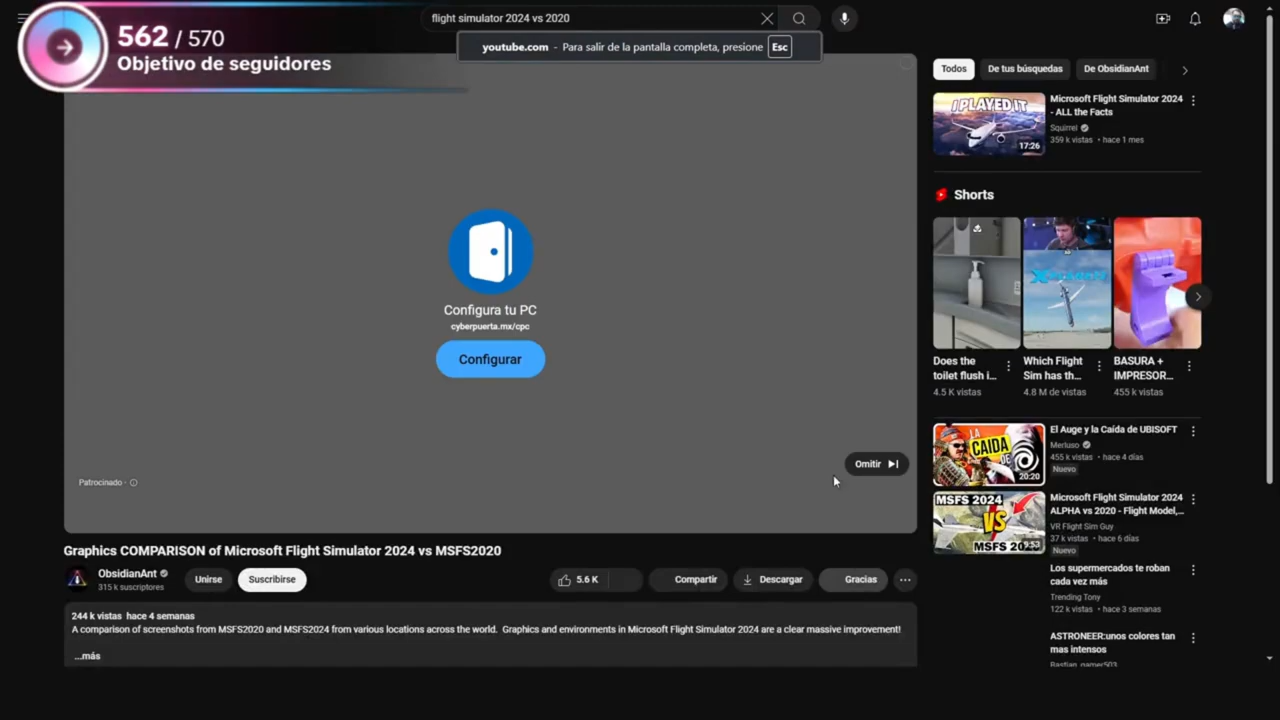 562 / 570
Objetivo de seguidores
flight simulator 2024 vs 2020
youtube.com - Para salir de la pantalla completa, presione Esc
Configura tu PC
cyberpuerta.mx/cpc
Configurar
Omitir
Patrocinado
Graphics COMPARISON of Microsoft Flight Simulator 2024 vs MSFS2020
ObsidianAnt
315 k suscriptores
Unirse
Suscribirse
5.6 K
Compartir
Descargar
Gracias
244 k vistas hace 4 semanas
A comparison of screenshots from MSFS2020 and MSFS2024 from various locations across the world. Graphics and environments in Microsoft Flight Simulator 2024 are a clear massive improvement!
...más
Todos
De tus búsquedas
De ObsidianAnt
I PLAYED IT
17:26
Microsoft Flight Simulator 2024
- ALL the Facts
Squirrel
359 k vistas • hace 1 mes
Shorts
Does the
toilet flush i...
4.5 K vistas
Which Flight
Sim has th...
4.8 M de vistas
BASURA +
IMPRESOR...
455 k vistas
LA
CAÍDA
DE
20:20
El Auge y la Caída de UBISOFT
Merluso
455 k vistas • hace 4 días
Nuevo
MSFS 2024
VS
9:53
Microsoft Flight Simulator 2024
ALPHA vs 2020 - Flight Model,...
VR Flight Sim Guy
37 k vistas • hace 6 días
Nuevo
Los supermercados te roban
cada vez más
Trending Tony
122 k vistas • hace 3 semanas
ASTRONEER:unos colores tan
mas intensos
Bastian_gamer503